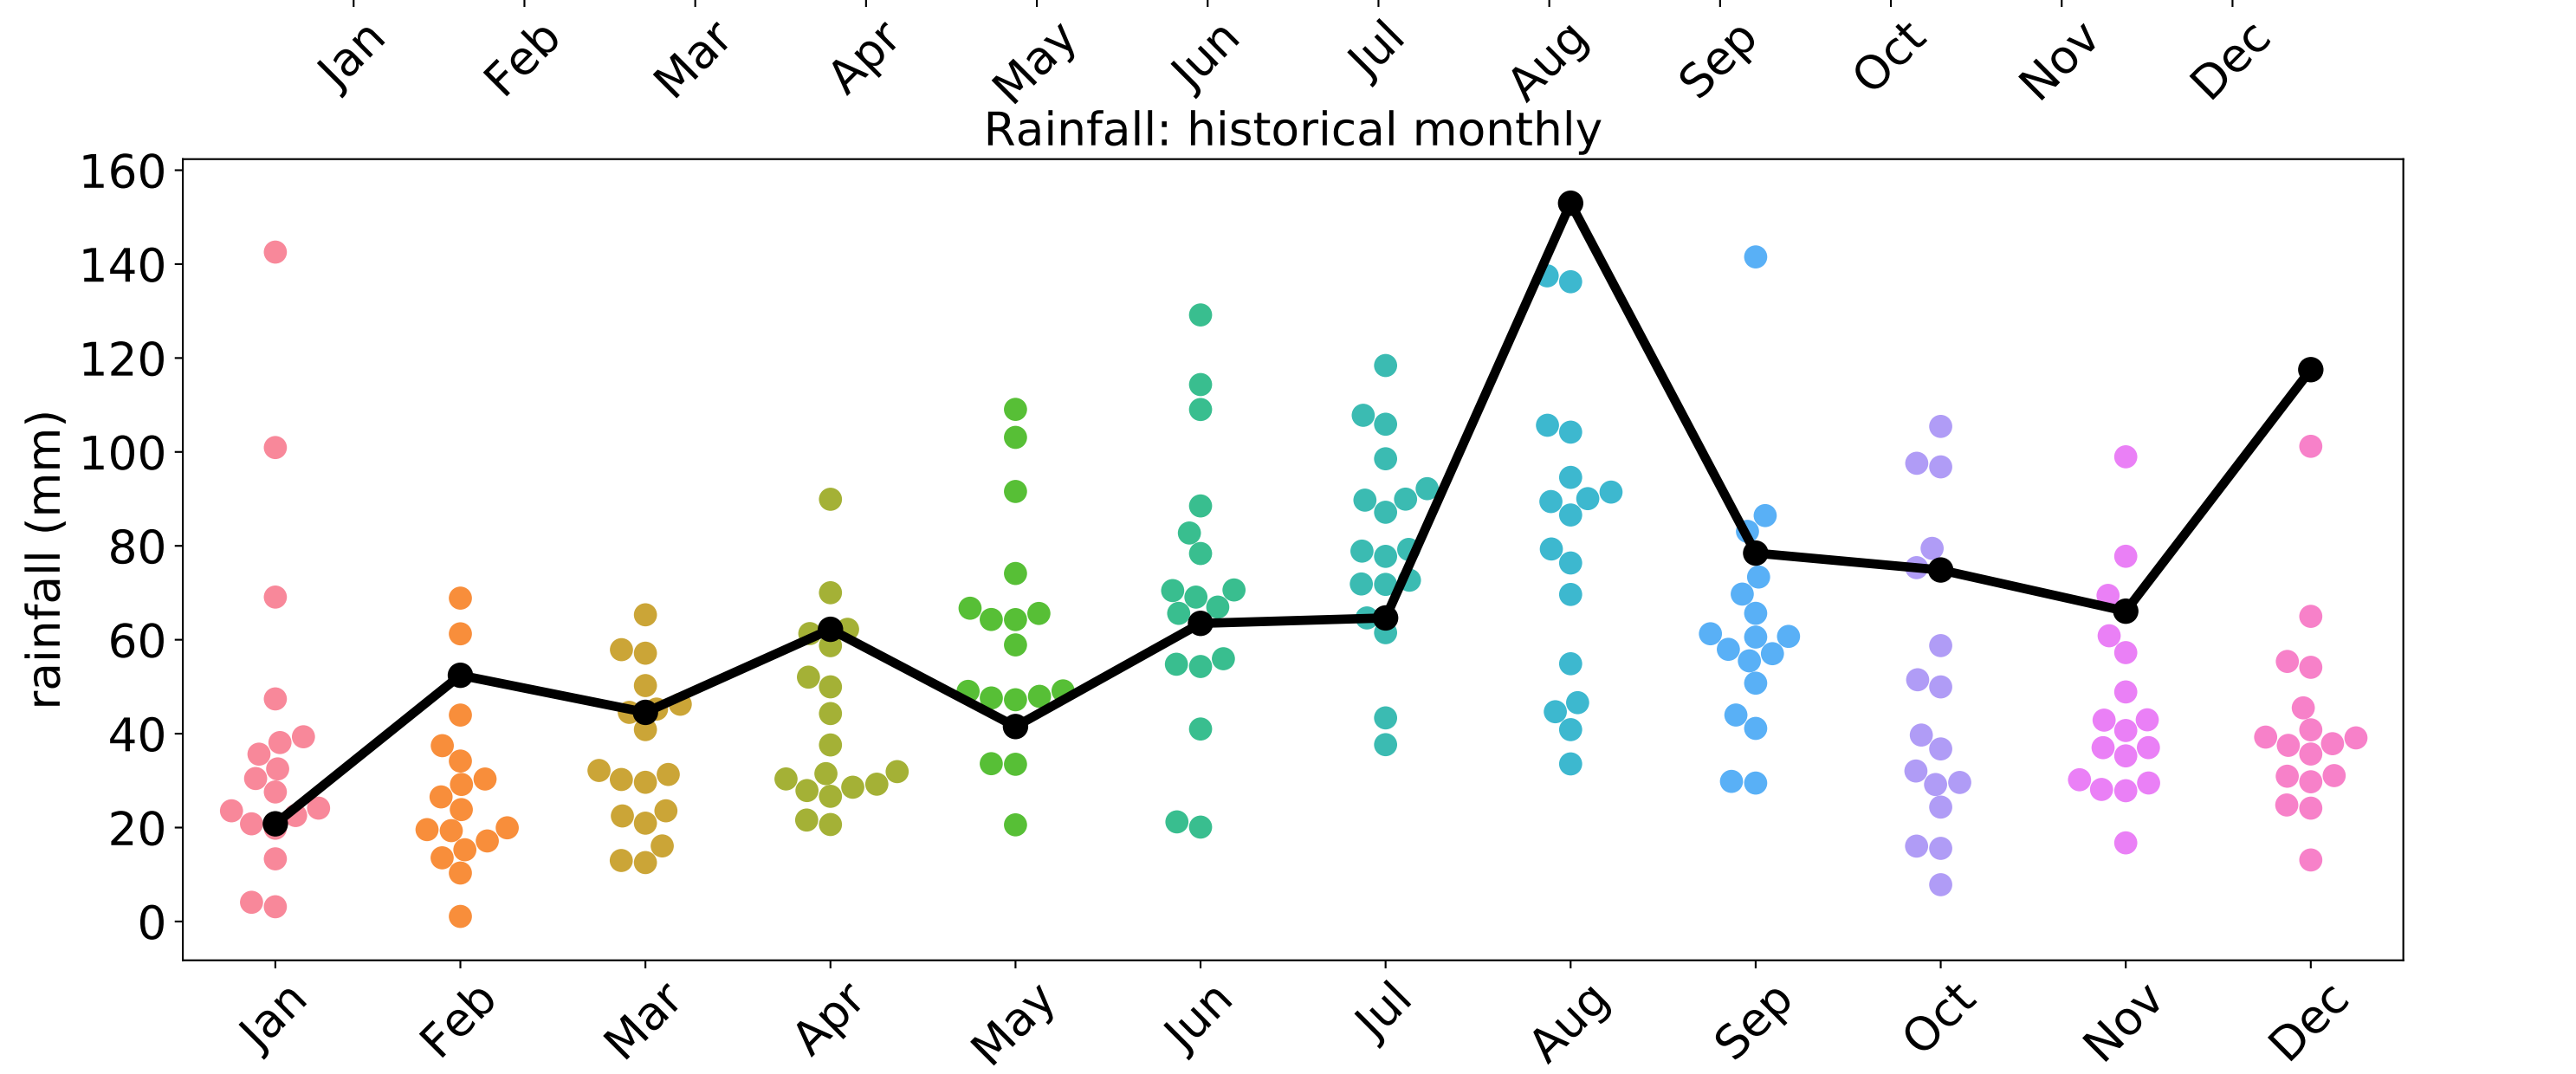 Jan Feb Mar Apr May Jun Jul Aug Sep Oct Nov Dec
Rainfall: historical monthly
160
140
120
100
80
60
40
20
0
rainfall (mm)
Jan Feb Mar Apr May Jun Jul Aug Sep Oct Nov Dec